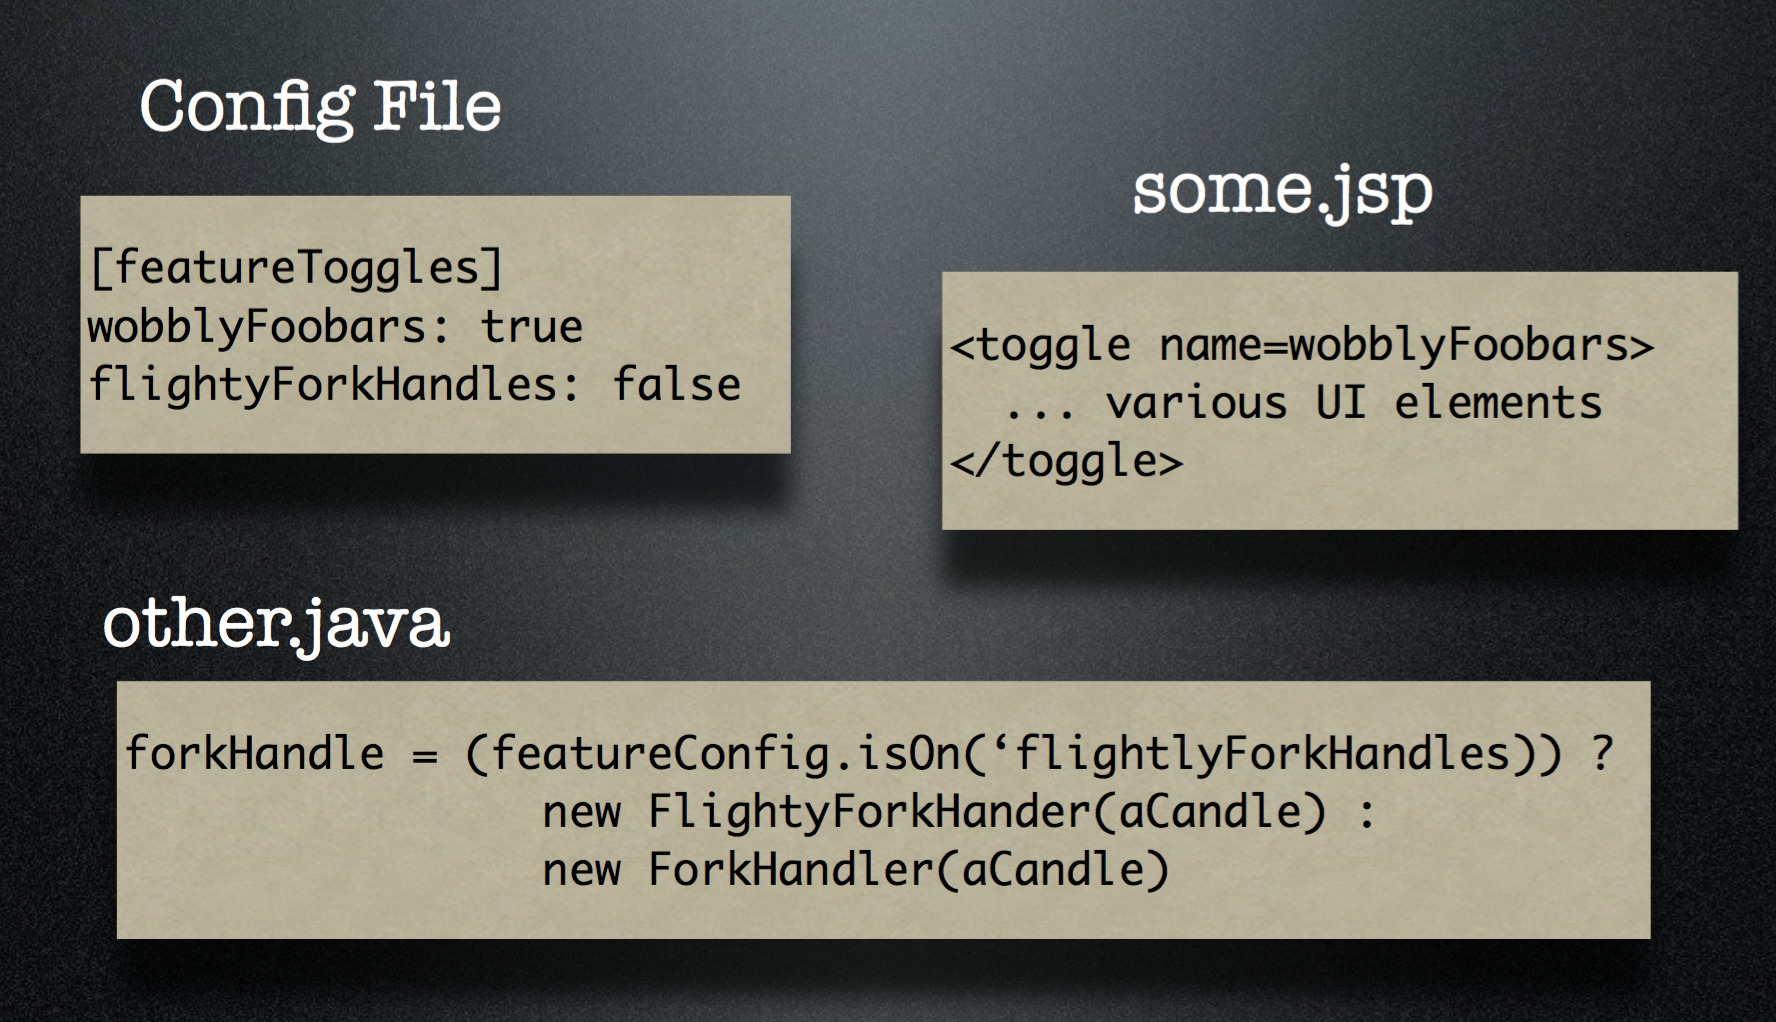 Config File
[featureToggles]
wobblyFoobars: true
flightyForkHandles: false
some.jsp
<toggle name=wobblyFoobars>
... various UI elements
</toggle>
other.java
forkHandle = (featureConfig.isOn(‘flightlyForkHandles)) ?
new FlightyForkHander(aCandle) :
new ForkHandler(aCandle)